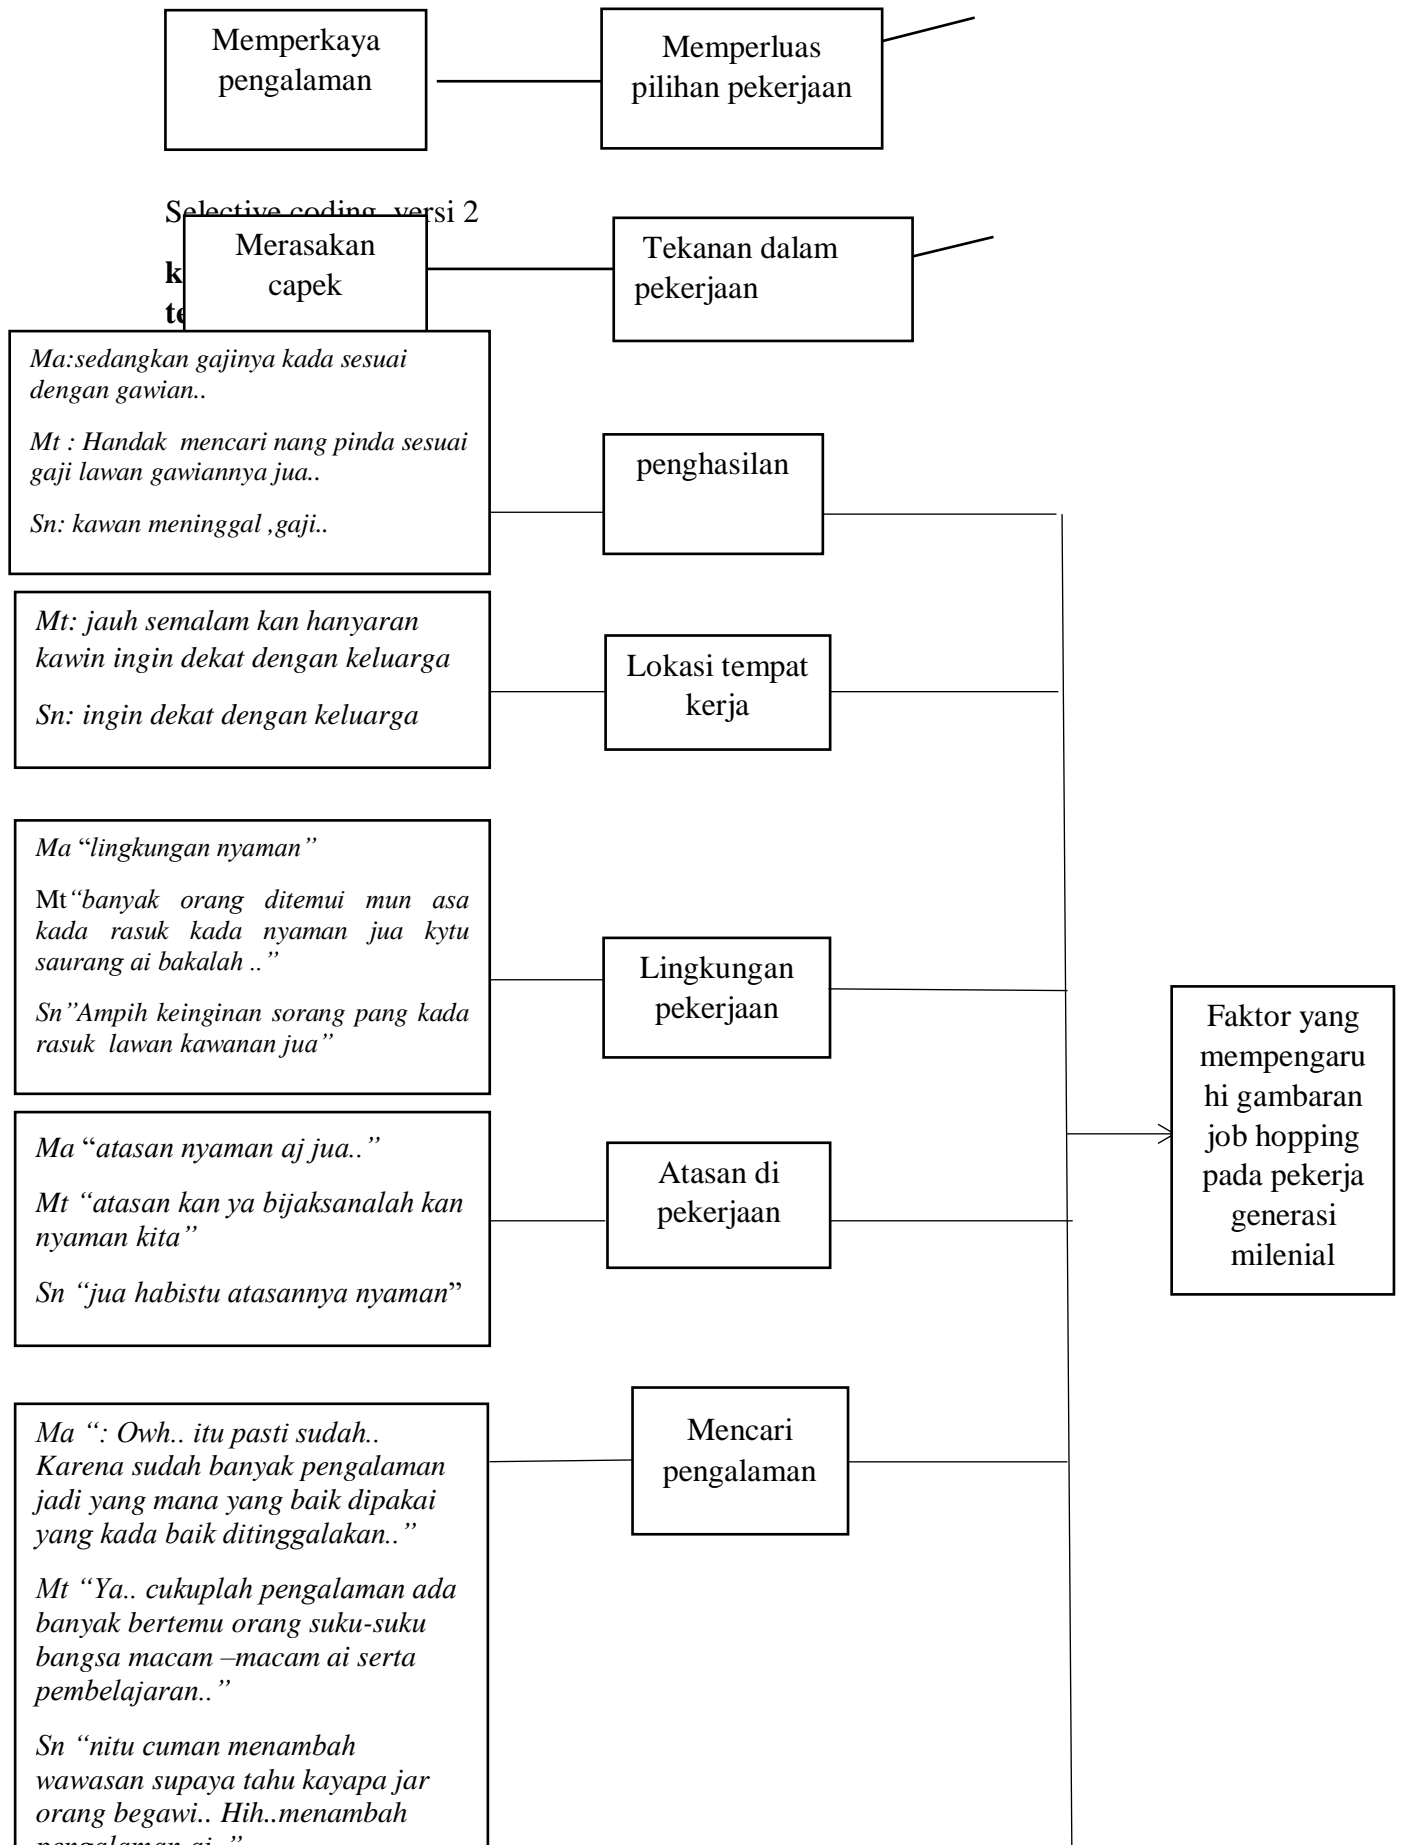 Memperkaya
pengalaman
Memperluas
pilihan pekerjaan
Selective coding versi 2
Merasakan
capek
Tekanan dalam
pekerjaan
k
te
Ma:sedangkan gajinya kada sesuai
dengan gawian..
Mt : Handak mencari nang pinda sesuai
gaji lawan gawiannya jua..
Sn: kawan meninggal ,gaji..
penghasilan
Mt: jauh semalam kan hanyaran
kawin ingin dekat dengan keluarga
Sn: ingin dekat dengan keluarga
Lokasi tempat
kerja
Ma “lingkungan nyaman”
Mt“banyak orang ditemui mun asa
kada rasuk kada nyaman jua kytu
saurang ai bakalah ..”
Sn”Ampih keinginan sorang pang kada
rasuk lawan kawanan jua”
Lingkungan
pekerjaan
Faktor yang
mempengaru
hi gambaran
job hopping
pada pekerja
generasi
milenial
Ma “atasan nyaman aj jua..”
Mt “atasan kan ya bijaksanalah kan
nyaman kita”
Sn “jua habistu atasannya nyaman”
Atasan di
pekerjaan
Ma “: Owh.. itu pasti sudah..
Karena sudah banyak pengalaman
jadi yang mana yang baik dipakai
yang kada baik ditinggalakan..”
Mt “Ya.. cukuplah pengalaman ada
banyak bertemu orang suku-suku
bangsa macam –macam ai serta
pembelajaran..”
Sn “nitu cuman menambah
wawasan supaya tahu kayapa jar
orang begawi.. Hih..menambah
pengalaman ai..”
Mencari
pengalaman